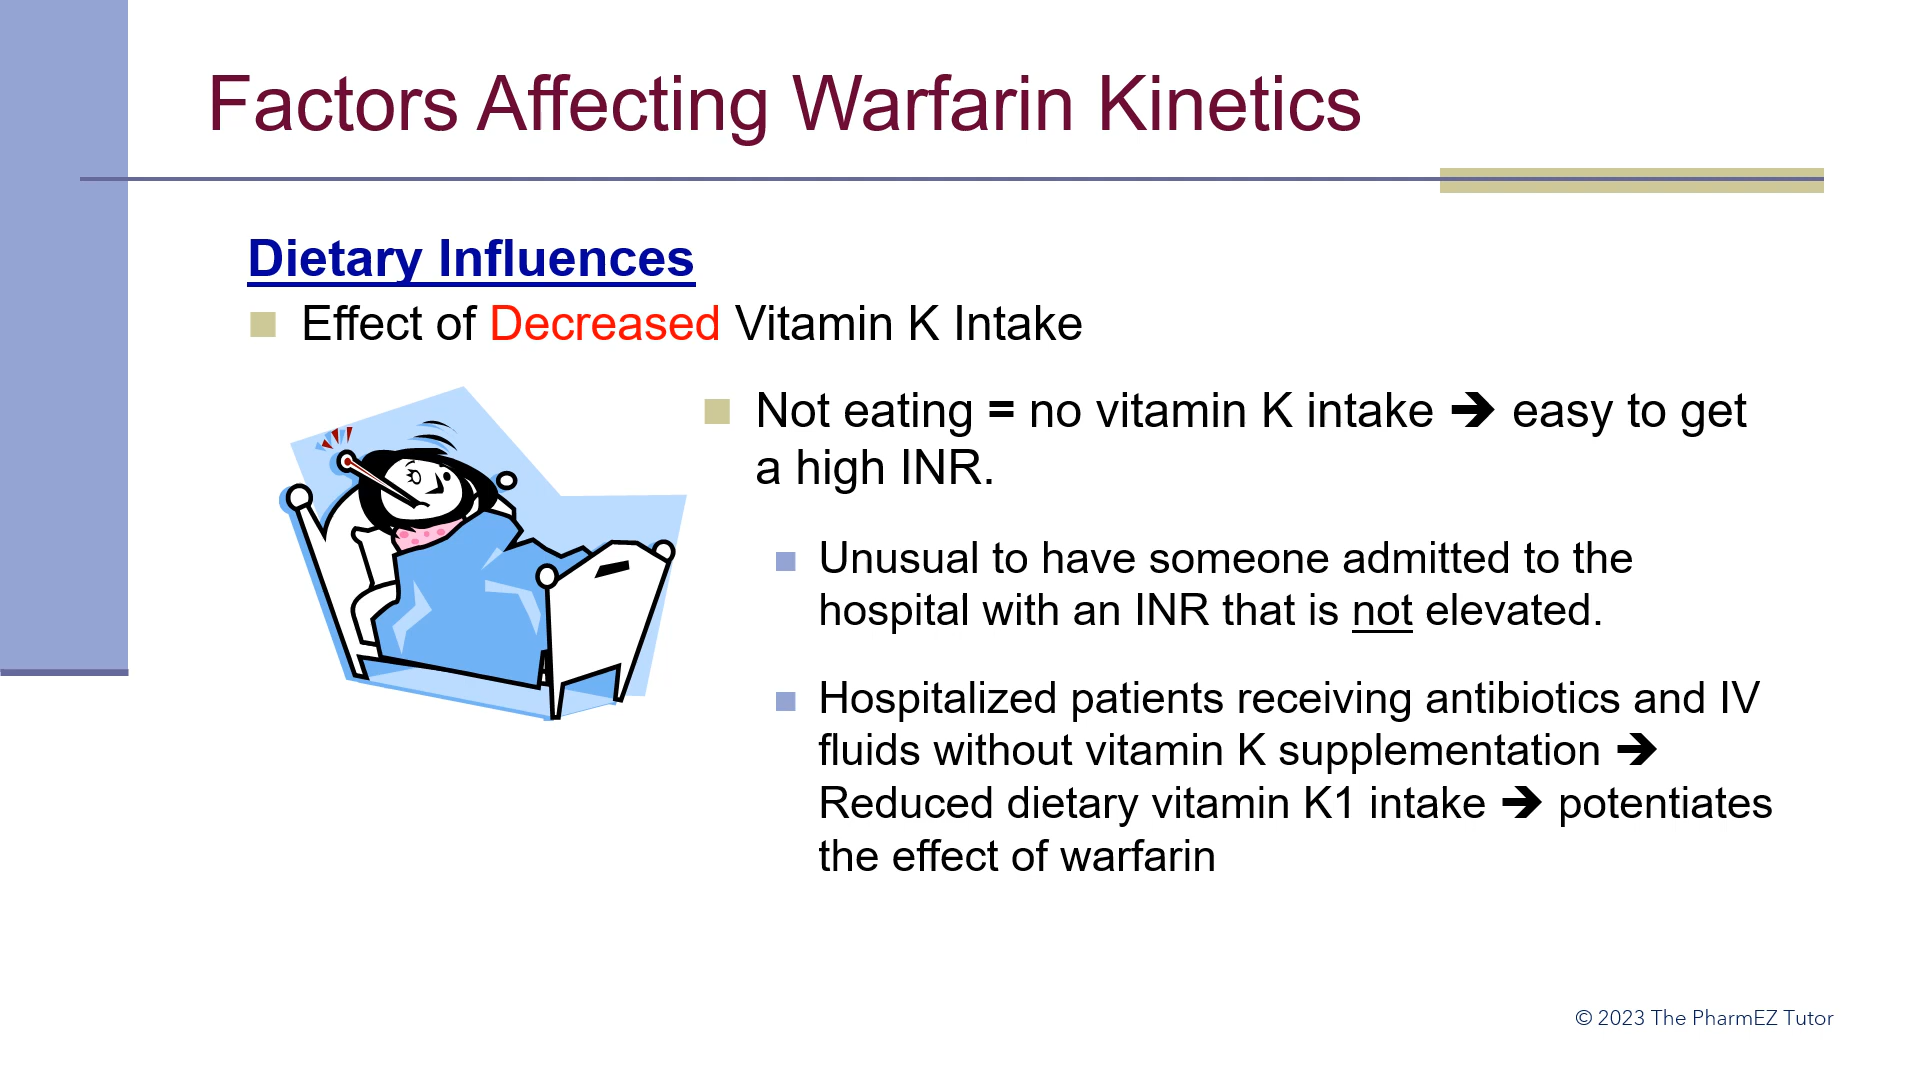 Factors Affecting Warfarin Kinetics
Dietary Influences
Effect of Decreased Vitamin K Intake
Not eating = no vitamin K intake ➔ easy to get
a high INR.
Unusual to have someone admitted to the
hospital with an INR that is not elevated.
Hospitalized patients receiving antibiotics and IV
fluids without vitamin K supplementation ➔
Reduced dietary vitamin K1 intake ➔ potentiates
the effect of warfarin
© 2023 The PharmEZ Tutor